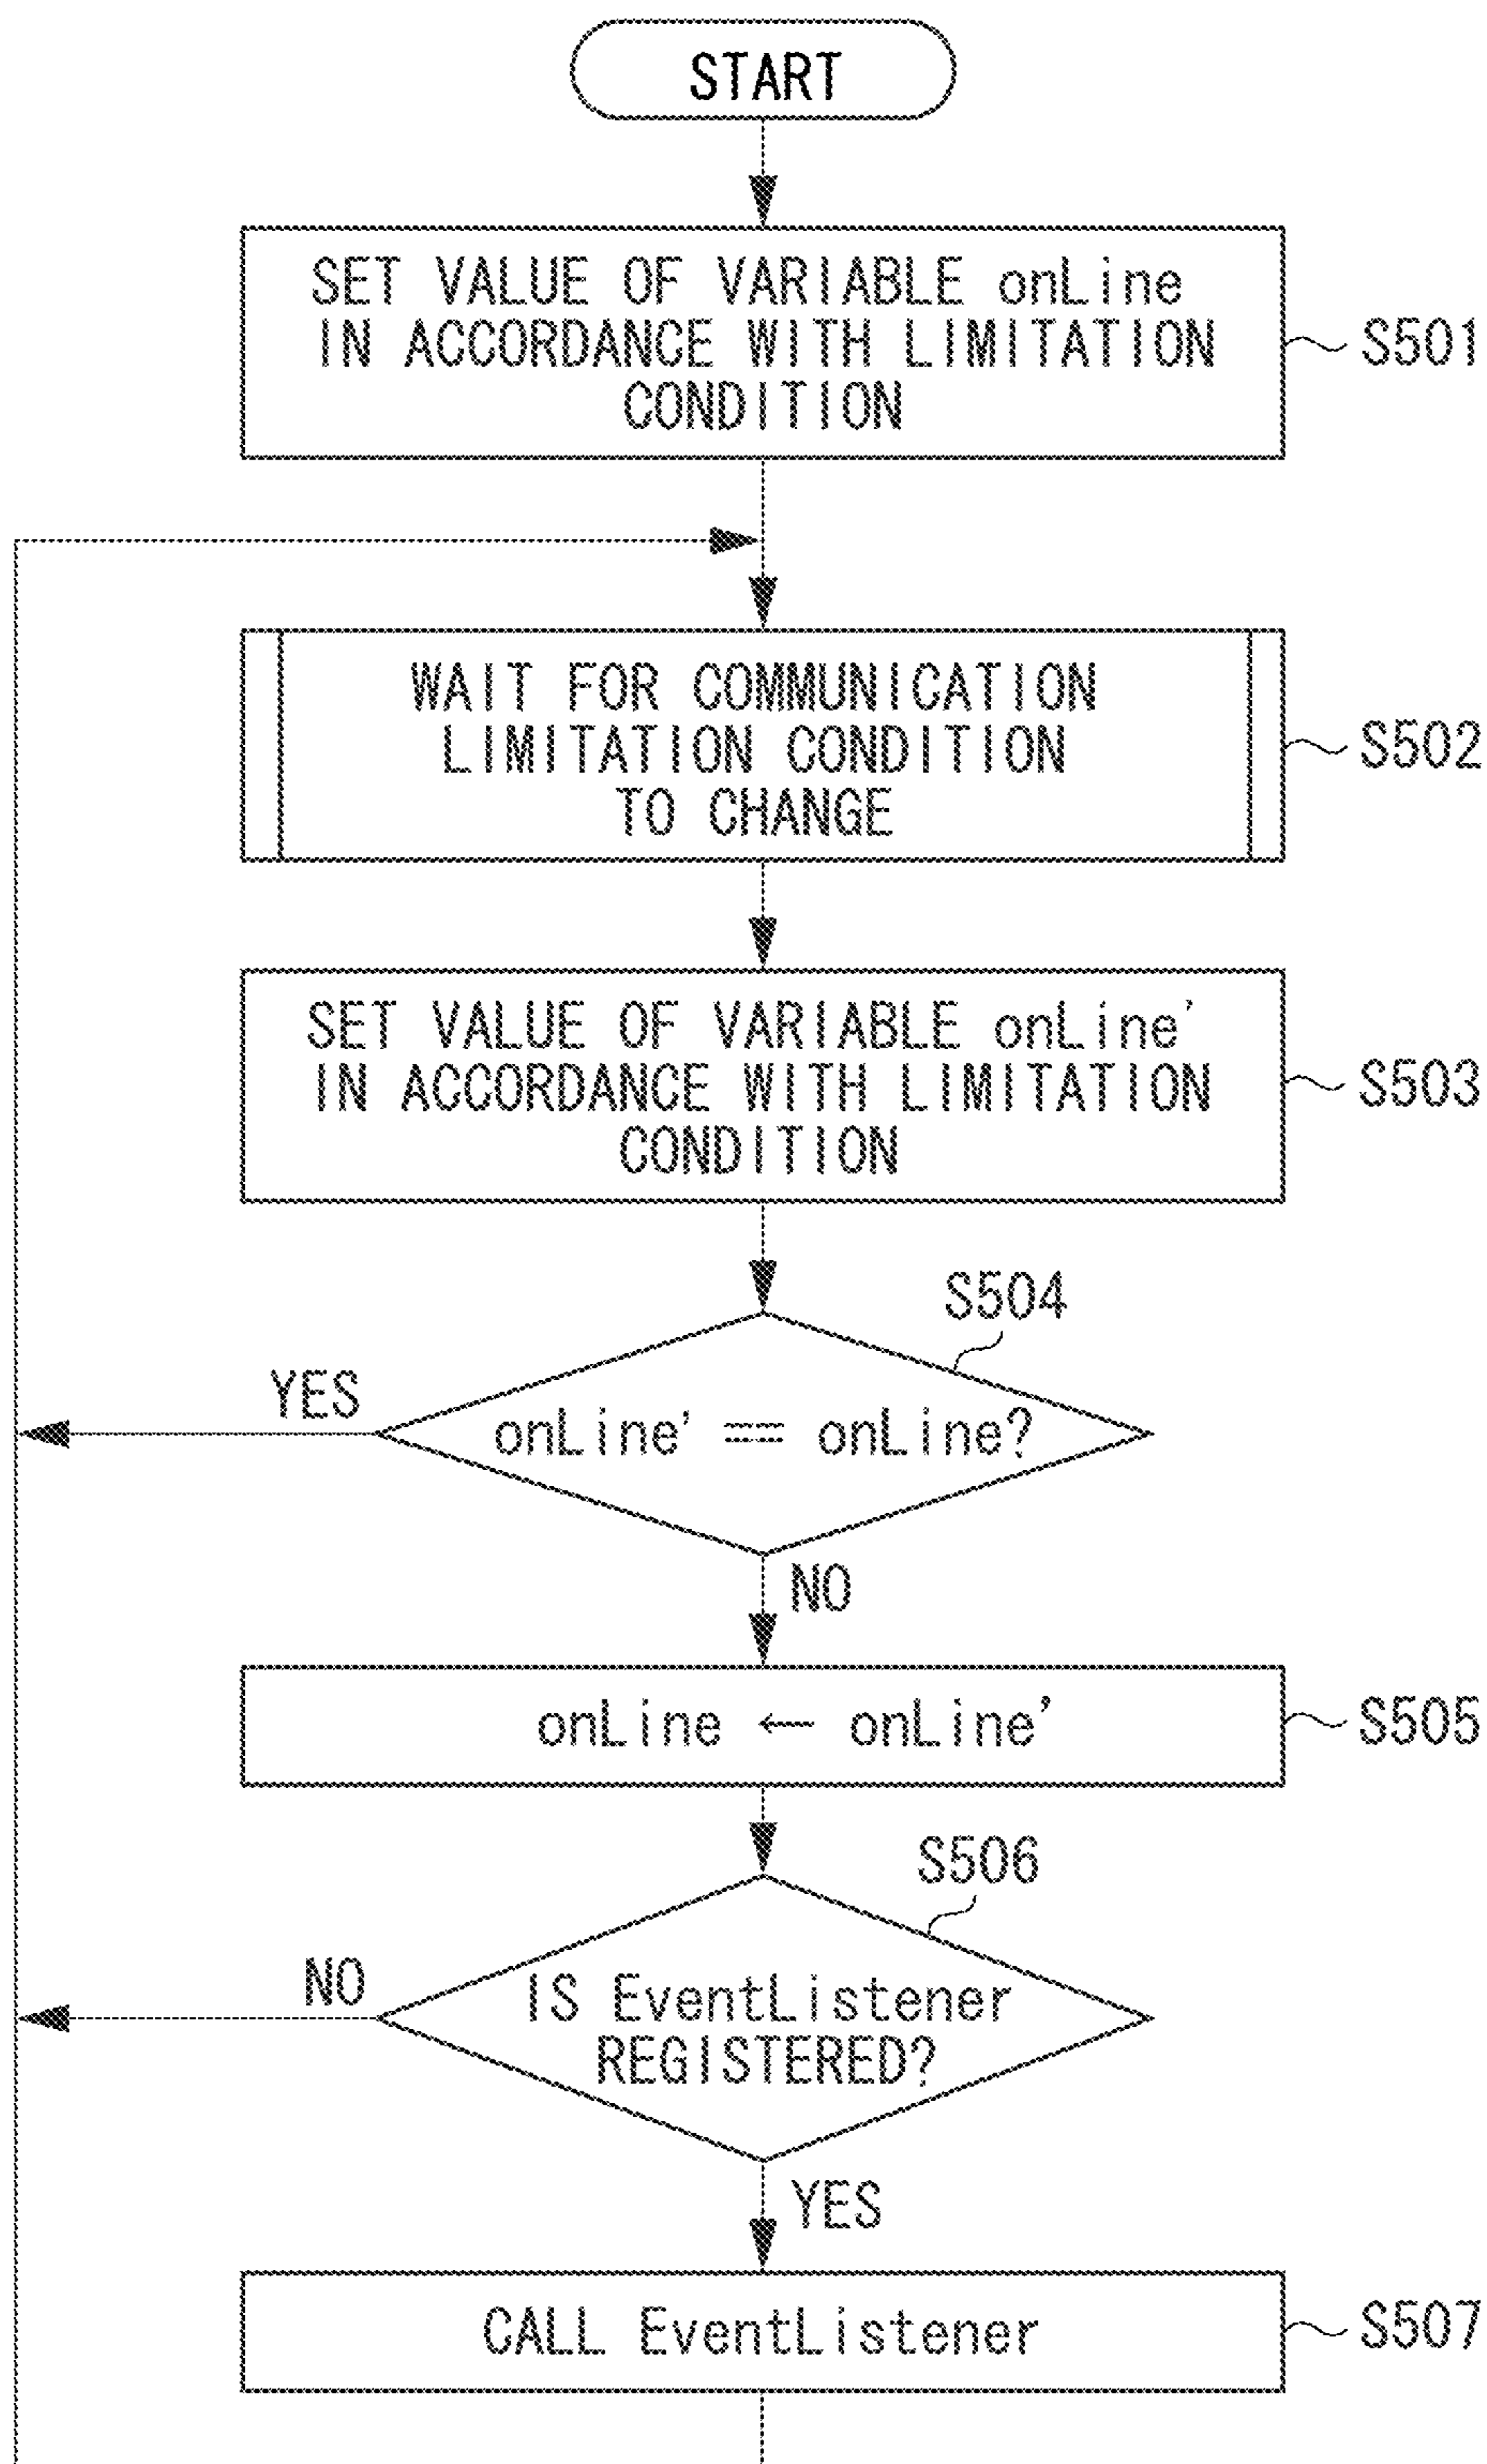 START
SET VALUE OF VARIABLE onLine
IN ACCORDANCE WITH LIMITATION
CONDITION
S501
WAIT FOR COMMUNICATION
LIMITATION CONDITION
TO CHANGE
S502
SET VALUE OF VARIABLE onLine'
IN ACCORDANCE WITH LIMITATION
CONDITION
S503
S504
YES
onLine' == onLine?
NO
onLine ← onLine'
S505
S506
NO
IS EventListener
REGISTERED?
YES
CALL EventListener
S507